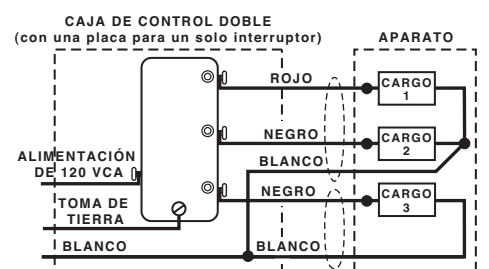 CAJA DE CONTROL DOBLE
(con una placa para un solo interruptor)
APARATO
ROJO
CARGO
1
NEGRO
CARGO
2
ALIMENTACIÓN
DE 120 VCA
BLANCO
NEGRO
CARGO
3
TOMA DE
TIERRA
BLANCO
BLANCO